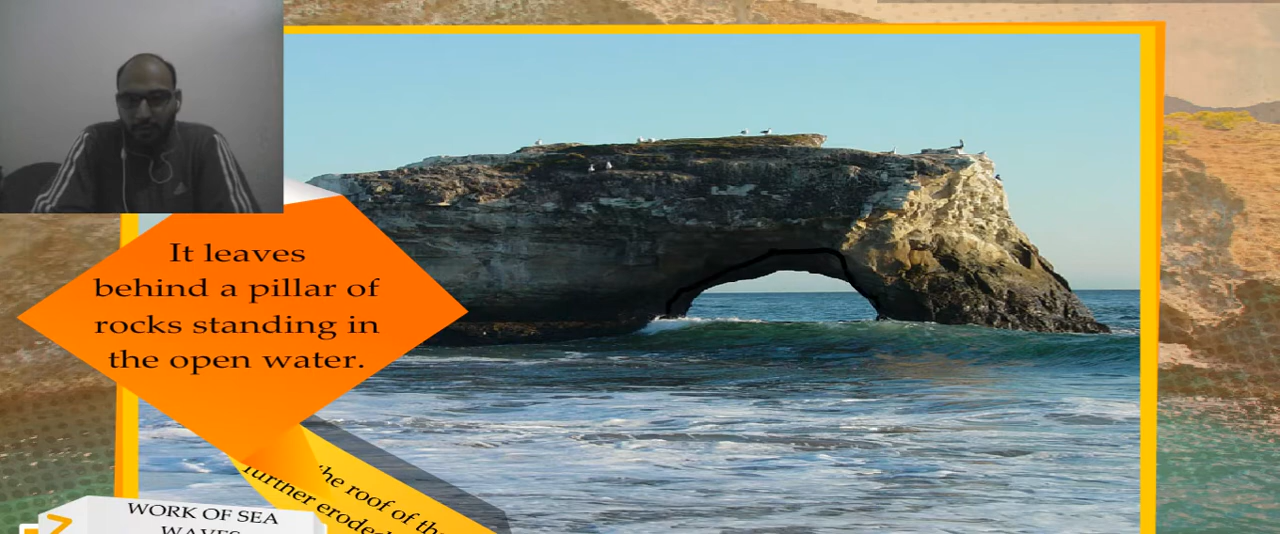 It leaves
behind a pillar of
rocks standing in
the open water.
the roof of the
further eroded
WORK OF SEA
WAVES